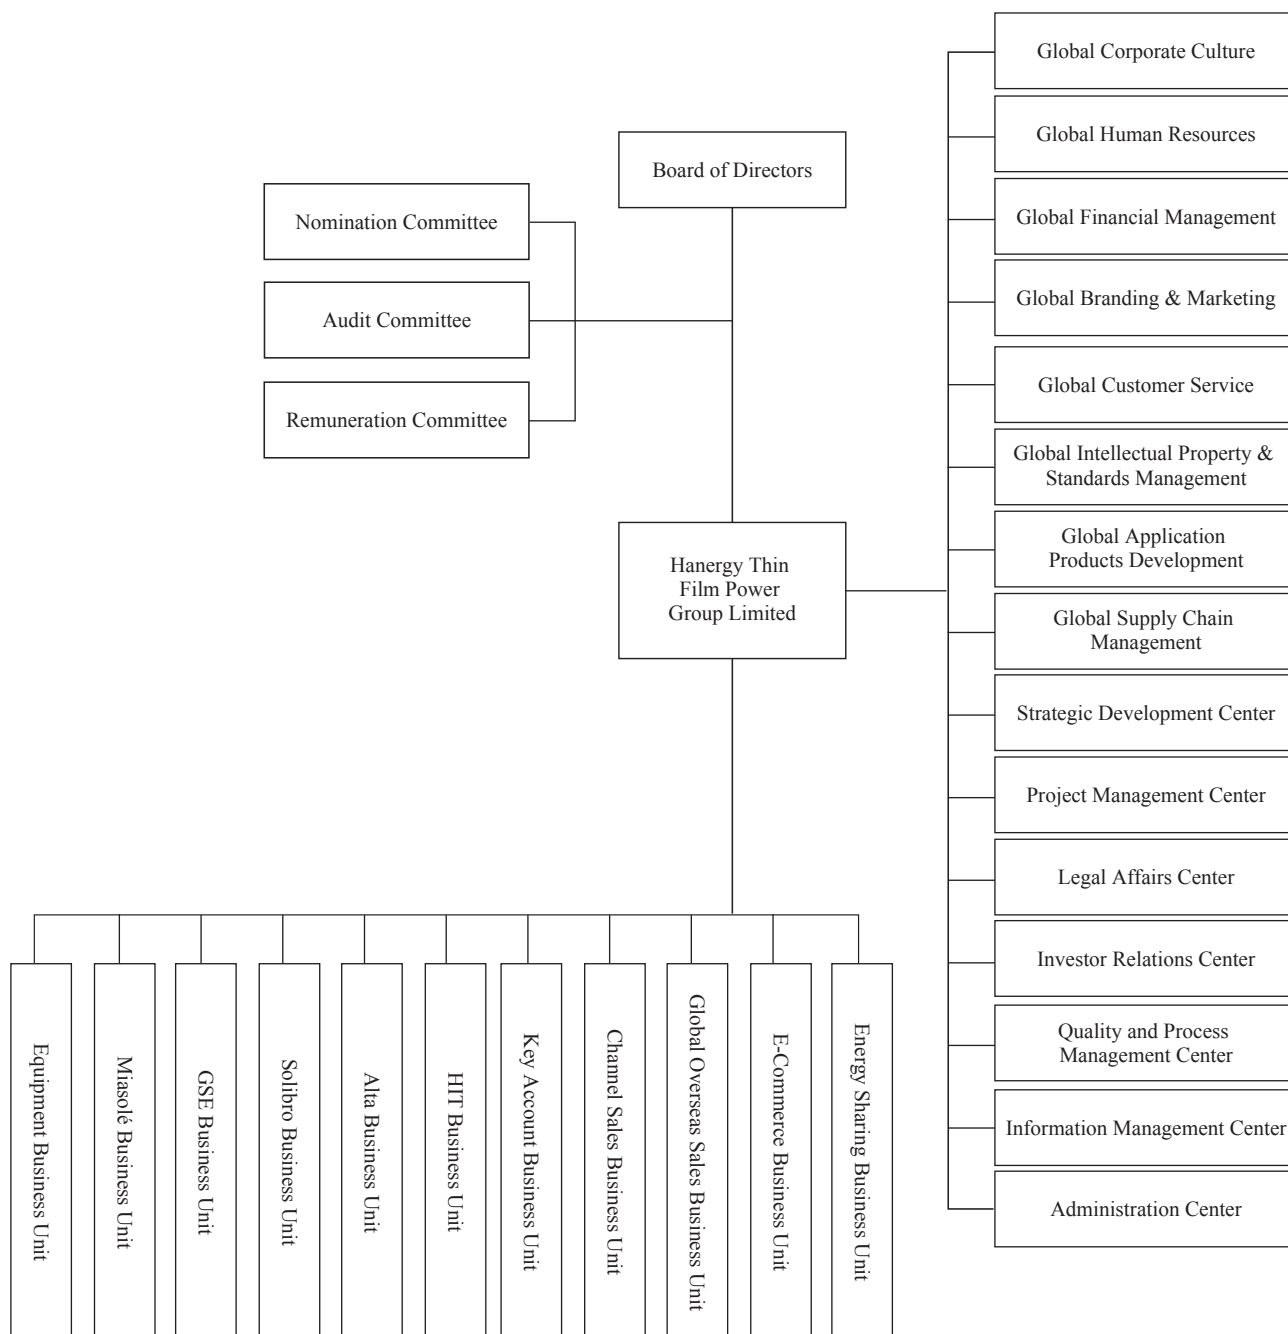 Board of Directors
Nomination Committee
Audit Committee
Remuneration Committee
Hanergy Thin
Film Power
Group Limited
Global Corporate Culture
Global Human Resources
Global Financial Management
Global Branding & Marketing
Global Customer Service
Global Intellectual Property &
Standards Management
Global Application
Products Development
Global Supply Chain
Management
Strategic Development Center
Project Management Center
Legal Affairs Center
Investor Relations Center
Quality and Process
Management Center
Information Management Center
Administration Center
Equipment Business Unit
Miasolé Business Unit
GSE Business Unit
Solibro Business Unit
Alta Business Unit
HIT Business Unit
Key Account Business Unit
Channel Sales Business Unit
Global Overseas Sales Business Unit
E-Commerce Business Unit
Energy Sharing Business Unit